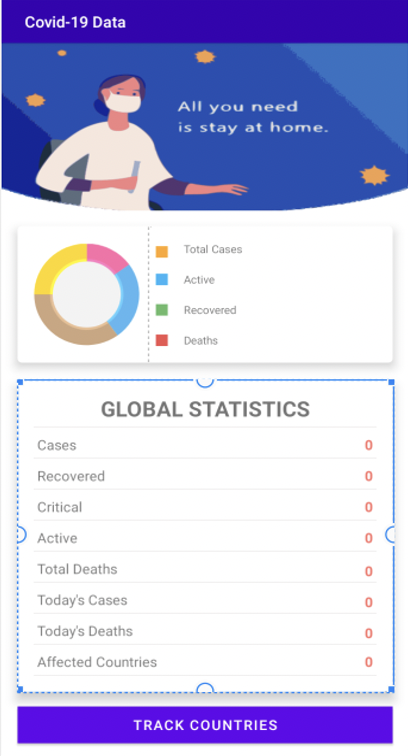 Covid-19 Data
All you need
is stay at home.
Total Cases
Active
Recovered
Deaths
GLOBAL STATISTICS
Cases 0
Recovered 0
Critical 0
Active 0
Total Deaths 0
Today's Cases 0
Today's Deaths 0
Affected Countries 0
TRACK COUNTRIES